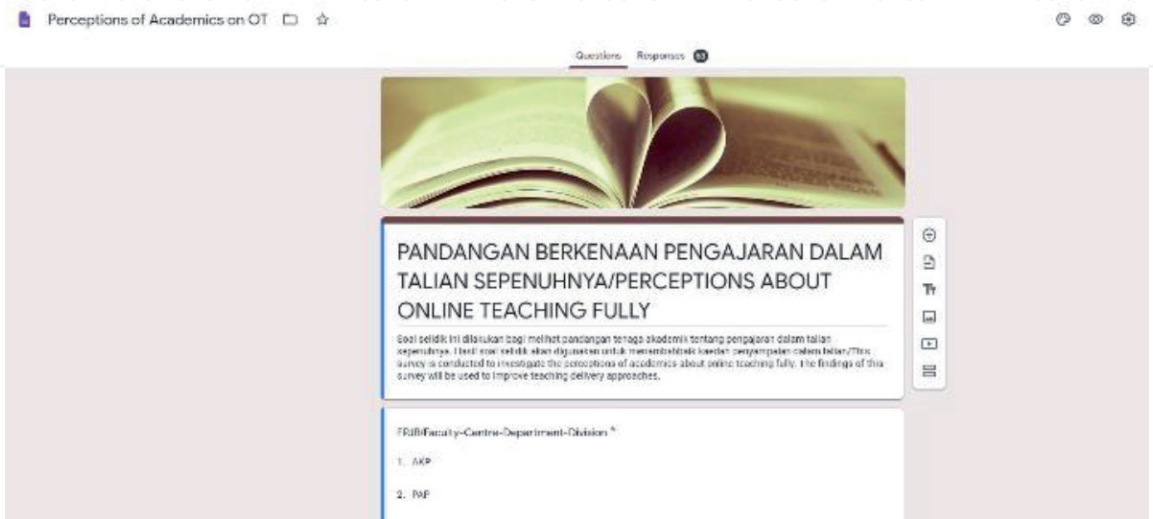 Perceptions of Academics on OT
Questions Responses
PANDANGAN BERKENAAN PENGAJARAN DALAM
TALIAN SEPENUHNYA/PERCEPTIONS ABOUT
ONLINE TEACHING FULLY
Soal selidik ini dilakukan bagi melihat pandangan tenaga akademik tentang pengajaran dalam talian
sepenuhnya. Hasil soal selidik akan digunakan untuk menambahbaik kaedah penyampaian dalam talian/This
survey is conducted to investigate the perceptions of academics about online teaching fully. The findings of this
survey will be used to improve teaching delivery approaches.
/Faculty-Centre-Department-Division *
1. AKP
2. PAP